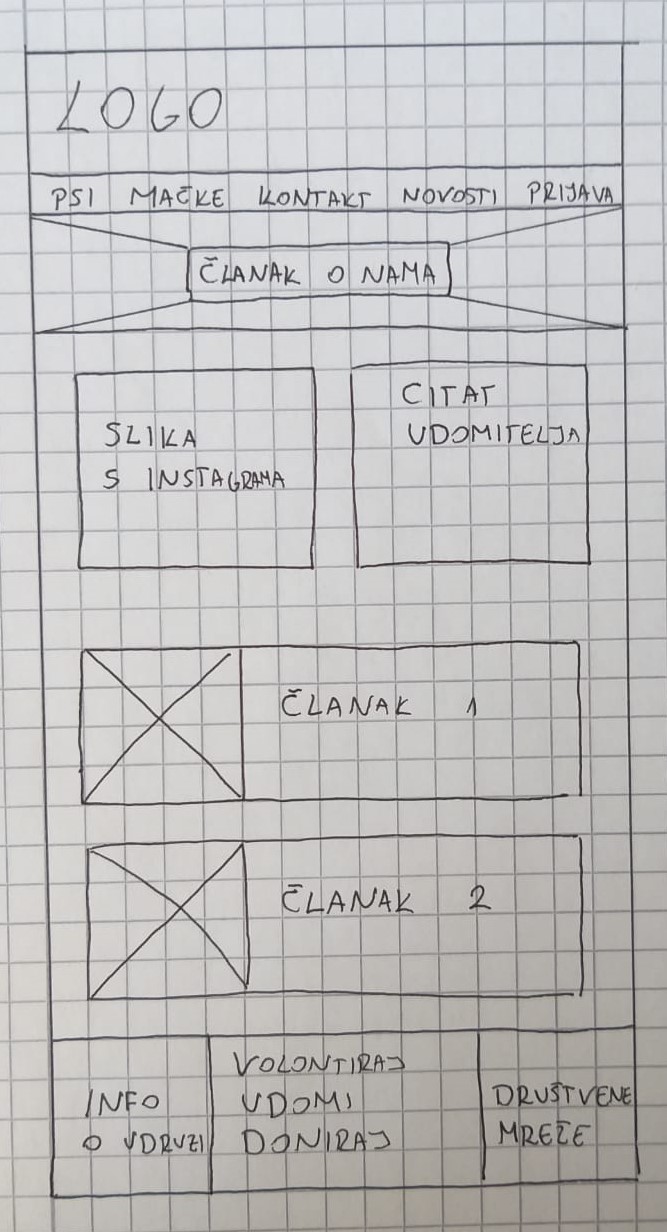 LOGO
PSI MAČKE KONTAKT NOVOSTI PRIJAVA
ČLANAK O NAMA
SLIKA
S INSTAGRAMA
CITAT
UDOMITELJA
ČLANAK 1
ČLANAK 2
INFO
O UDRUZI
VOLONTIRAJ
UDOMI
DONIRAJ
DRUŠTVENE
MREŽE